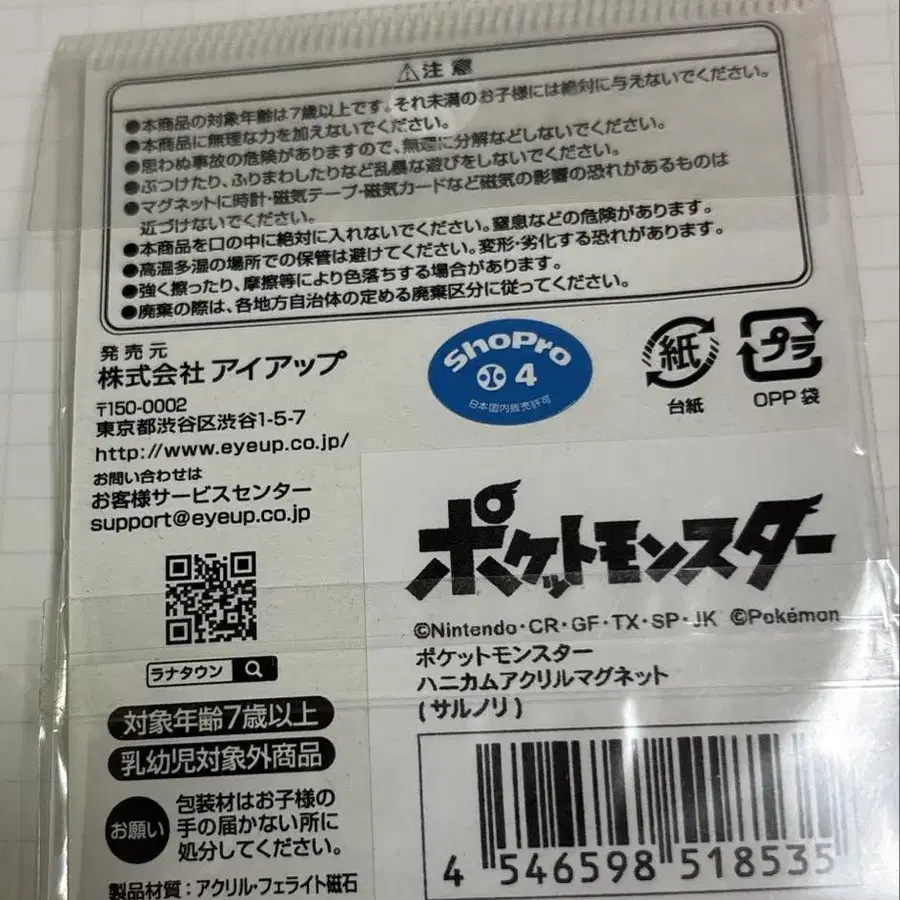 ⚠注意
●本商品の対象年齢は7歳以上です。それ未満のお子様には絶対に与えないでください。
●本商品に無理な力を加えないでください。
●思わぬ事故の危険がありますので、無理に分解などしないでください。
●ぶつけたり、ふりまわしたりなど乱暴な遊びをしないでください。
●マグネットに時計・磁気テープ・磁気カードなど磁気の影響の恐れがあるものは
近づけないでください。
●本商品を口の中に絶対に入れないでください。窒息などの危険があります。
●高温多湿の場所での保管は避けてください。変形・劣化する恐れがあります。
●強く擦ったり、摩擦等により色落ちする場合があります。
●廃棄の際は、各地方自治体の定める廃棄区分に従ってください。
発売元
株式会社アイアップ
〒150-0002
東京都渋谷区渋谷1-5-7
http://www.eyeup.co.jp/
お問い合わせは
お客様サービスセンター
support@eyeup.co.jp
ShoPro
4
日本国内販売許可
紙
台紙
プラ
OPP袋
ラナタウン
対象年齢7歳以上
乳幼児対象外商品
お願い
包装材はお子様の
手の届かない所に
処分してください。
製品材質：アクリル・フェライト磁石
ポケットモンスター
©Nintendo・CR・GF・TX・SP・JK ©Pokémon
ポケットモンスター
ハニカムアクリルマグネット
(サルノリ)
4 546598 518535